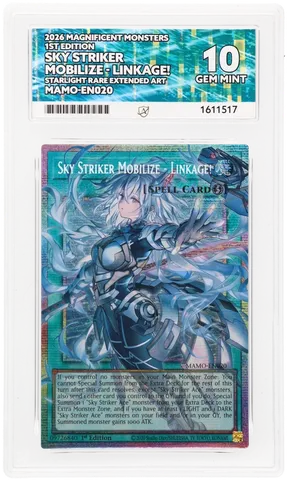 2026 MAGNIFICENT MONSTERS
1ST EDITION
SKY STRIKER
MOBILIZE - LINKAGE!
STARLIGHT RARE EXTENDED ART
MAMO-EN020
10
GEM MINT
1611517
SKY STRIKER MOBILIZE - LINKAGE!
[SPELL CARD]
MAMO-EN020
If you control no monsters in your Main Monster Zone: You
cannot Special Summon from the Extra Deck for the rest of this
turn after this card resolved, except "Sky Striker" monsters,
also send 1 other card you control to the GY, and if you do, Special
Summon 1 "Sky Striker Ace" monster from your Extra Deck to the
Extra Monster Zone, and if you have at least 1 LIGHT and 1 DARK
"Sky Striker Ace" monster in your field and/or in your GY, the
Summoned monster gains 1000 ATK.
1st Edition